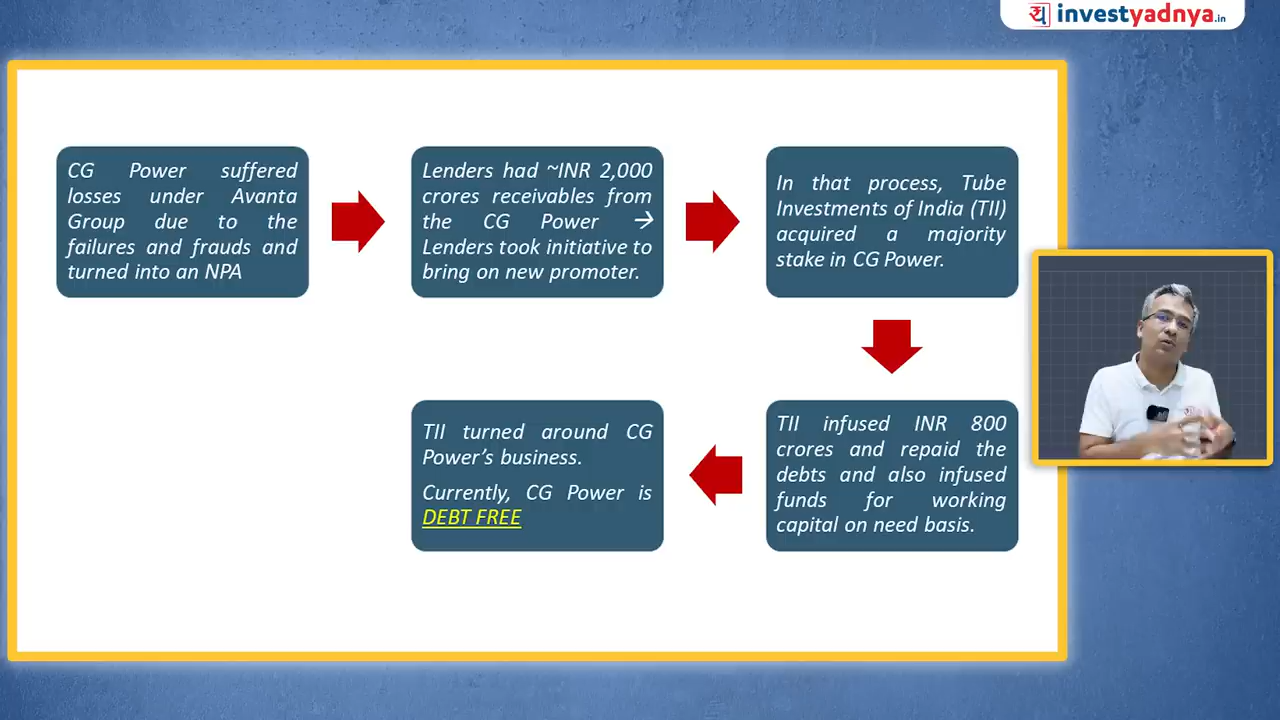 य investyadnya.in
CG Power suffered
losses under Avanta
Group due to the
failures and frauds and
turned into an NPA
Lenders had ~INR 2,000
crores receivables from
the CG Power →
Lenders took initiative to
bring on new promoter.
In that process, Tube
Investments of India (TII)
acquired a majority
stake in CG Power.
TII infused INR 800
crores and repaid the
debts and also infused
funds for working
capital on need basis.
TII turned around CG
Power’s business.
Currently, CG Power is
DEBT FREE